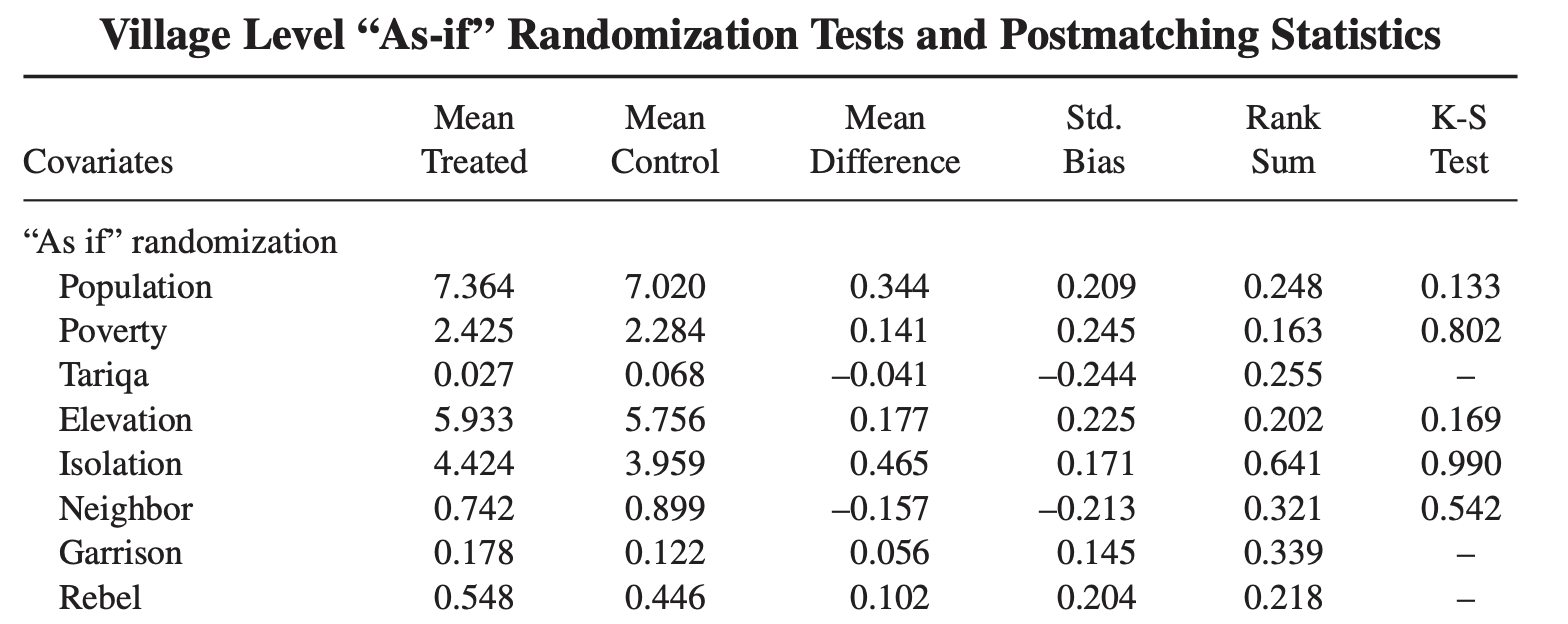 Village Level “As-if” Randomization Tests and Postmatching Statistics
Covariates Mean Treated Mean Control Mean Difference Std. Bias Rank Sum K-S Test
“As if” randomization
Population 7.364 7.020 0.344 0.209 0.248 0.133
Poverty 2.425 2.284 0.141 0.245 0.163 0.802
Tariqa 0.027 0.068 –0.041 –0.244 0.255 –
Elevation 5.933 5.756 0.177 0.225 0.202 0.169
Isolation 4.424 3.959 0.465 0.171 0.641 0.990
Neighbor 0.742 0.899 –0.157 –0.213 0.321 0.542
Garrison 0.178 0.122 0.056 0.145 0.339 –
Rebel 0.548 0.446 0.102 0.204 0.218 –